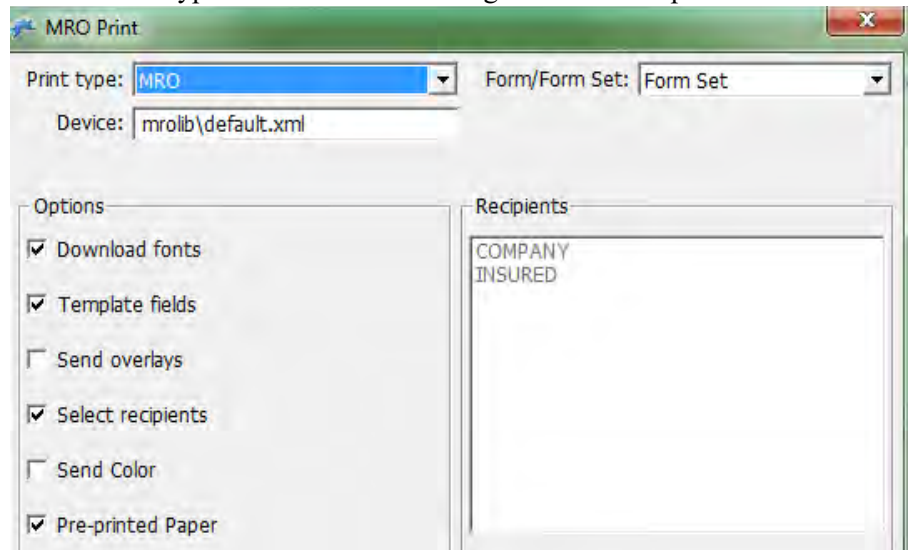 MRO Print
Print type: MRO Form/Form Set: Form Set
Device: mrolib\default.xml
Options
Download fonts
Template fields
Send overlays
Select recipients
Send Color
Pre-printed Paper
Recipients
COMPANY
INSURED